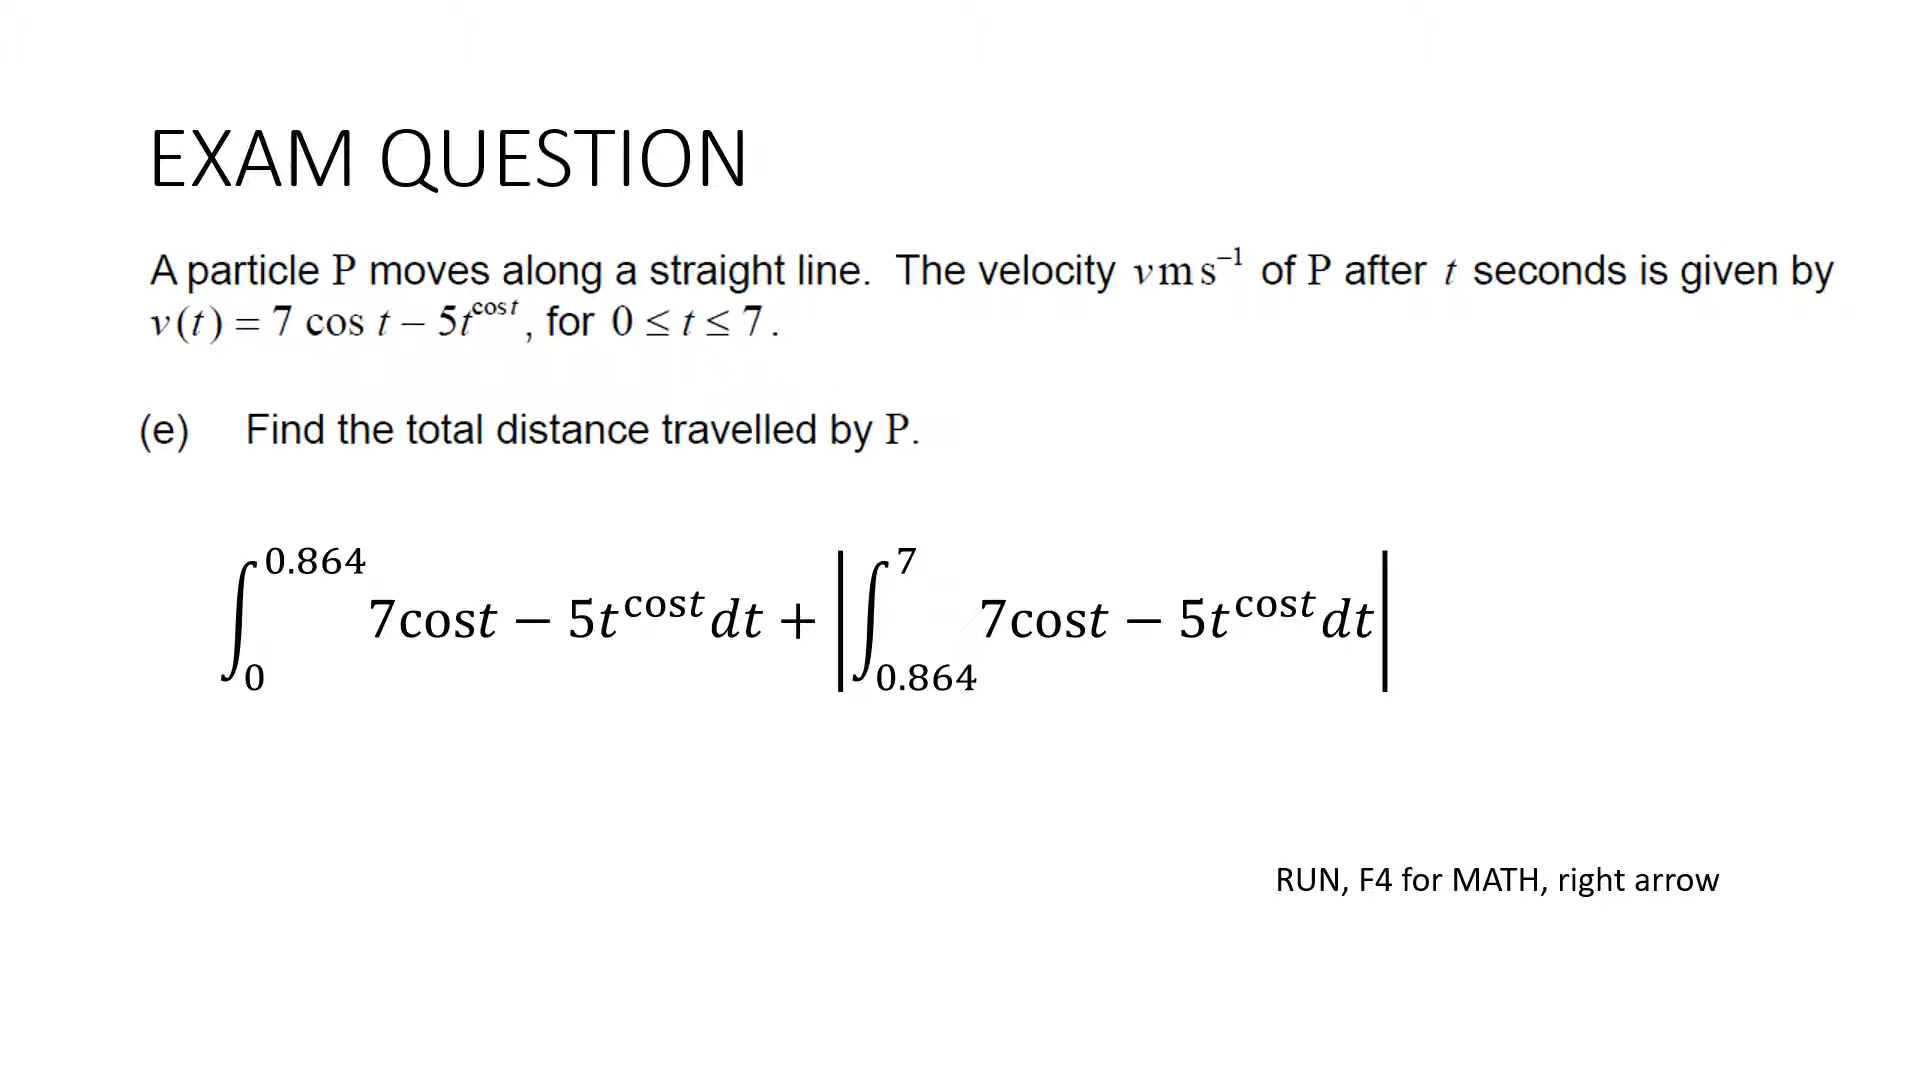 EXAM QUESTION
A particle P moves along a straight line. The velocity v m s⁻¹ of P after t seconds is given by
v(t) = 7 cos t − 5t^{cos t}, for 0 ≤ t ≤ 7.
(e) Find the total distance travelled by P.
∫_0^{0.864} 7cost − 5t^{cost} dt + |∫_{0.864}^7 7cost − 5t^{cost} dt|
RUN, F4 for MATH, right arrow